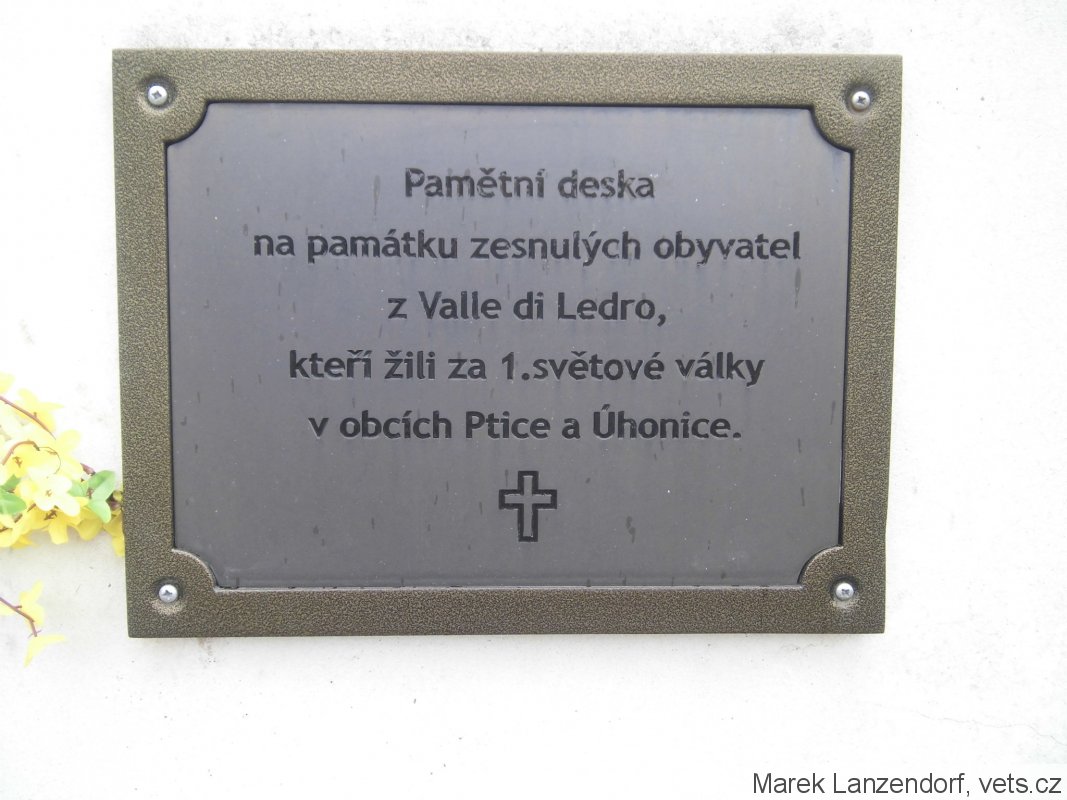 Pamětní deska
na památku zesnulých obyvatel
z Valle di Ledro,
kteří žili za 1.světové války
v obcích Ptice a Úhonice.
Marek Lanzendorf, vets.cz